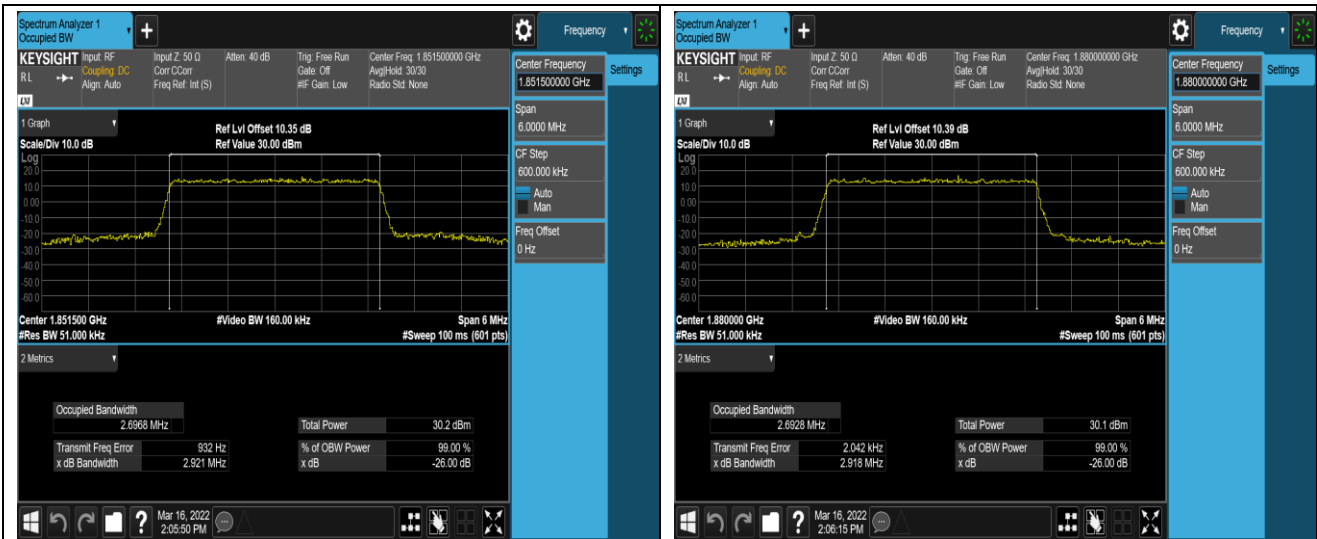 Spectrum Analyzer 1
Occupied BW
+
Frequency
KEYSIGHT Input: RF Input Z: 50 Ω Atten: 40 dB Trig: Free Run Center Freq: 1.851500000 GHz
R L Coupling: DC Corr CCorr Gate: Off Avg|Hold: 30/30
Align: Auto Freq Ref: Int (S) #IF Gain: Low Radio Std: None
LXI
Center Frequency
1.851500000 GHz
Settings
Span
6.0000 MHz
CF Step
600.000 kHz
Auto
Man
Freq Offset
0 Hz
1 Graph
Ref Lvl Offset 10.35 dB
Scale/Div 10.0 dB Ref Value 30.00 dBm
Log
20.0
10.0
0.00
-10.0
-20.0
-30.0
-40.0
-50.0
-60.0
Center 1.851500 GHz #Video BW 160.00 kHz Span 6 MHz
#Res BW 51.000 kHz #Sweep 100 ms (601 pts)
2 Metrics
Occupied Bandwidth
2.6968 MHz Total Power 30.2 dBm
Transmit Freq Error 932 Hz % of OBW Power 99.00 %
x dB Bandwidth 2.921 MHz x dB -26.00 dB
? Mar 16, 2022
2:05:50 PM
Spectrum Analyzer 1
Occupied BW
+
Frequency
KEYSIGHT Input: RF Input Z: 50 Ω Atten: 40 dB Trig: Free Run Center Freq: 1.880000000 GHz
R L Coupling: DC Corr CCorr Gate: Off Avg|Hold: 30/30
Align: Auto Freq Ref: Int (S) #IF Gain: Low Radio Std: None
LXI
Center Frequency
1.880000000 GHz
Settings
Span
6.0000 MHz
CF Step
600.000 kHz
Auto
Man
Freq Offset
0 Hz
1 Graph
Ref Lvl Offset 10.39 dB
Scale/Div 10.0 dB Ref Value 30.00 dBm
Log
20.0
10.0
0.00
-10.0
-20.0
-30.0
-40.0
-50.0
-60.0
Center 1.880000 GHz #Video BW 160.00 kHz Span 6 MHz
#Res BW 51.000 kHz #Sweep 100 ms (601 pts)
2 Metrics
Occupied Bandwidth
2.6928 MHz Total Power 30.1 dBm
Transmit Freq Error 2.042 kHz % of OBW Power 99.00 %
x dB Bandwidth 2.918 MHz x dB -26.00 dB
? Mar 16, 2022
2:06:15 PM